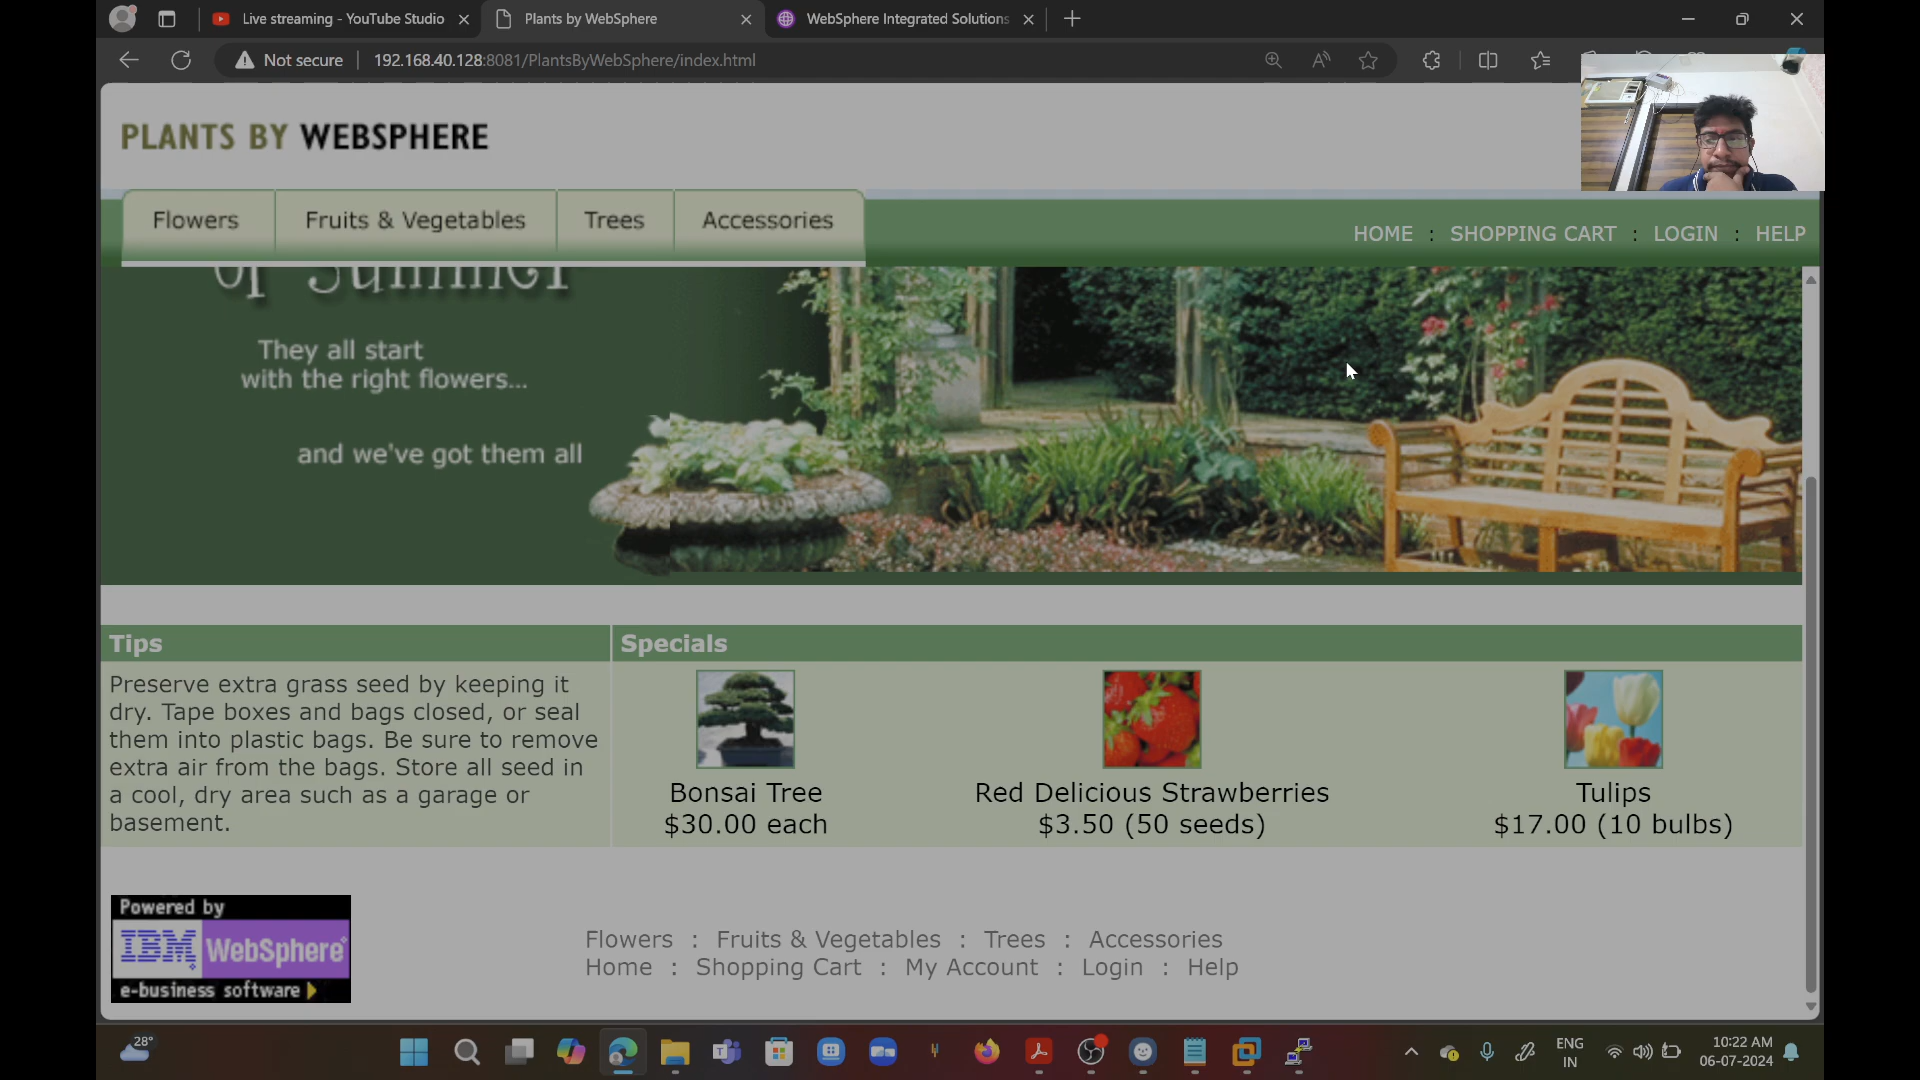 Live streaming - YouTube Studio
Plants by WebSphere
WebSphere Integrated Solutions
Not secure
192.168.40.128:8081/PlantsByWebSphere/index.html
PLANTS BY WEBSPHERE
Flowers
Fruits & Vegetables
Trees
Accessories
HOME : SHOPPING CART : LOGIN : HELP
of Summer
They all start
with the right flowers...
and we've got them all
Tips
Specials
Preserve extra grass seed by keeping it
dry. Tape boxes and bags closed, or seal
them into plastic bags. Be sure to remove
extra air from the bags. Store all seed in
a cool, dry area such as a garage or
basement.
Bonsai Tree
$30.00 each
Red Delicious Strawberries
$3.50 (50 seeds)
Tulips
$17.00 (10 bulbs)
Powered by
IBM WebSphere
e-business software
Flowers : Fruits & Vegetables : Trees : Accessories
Home : Shopping Cart : My Account : Login : Help
28°
ENG
IN
10:22 AM
06-07-2024